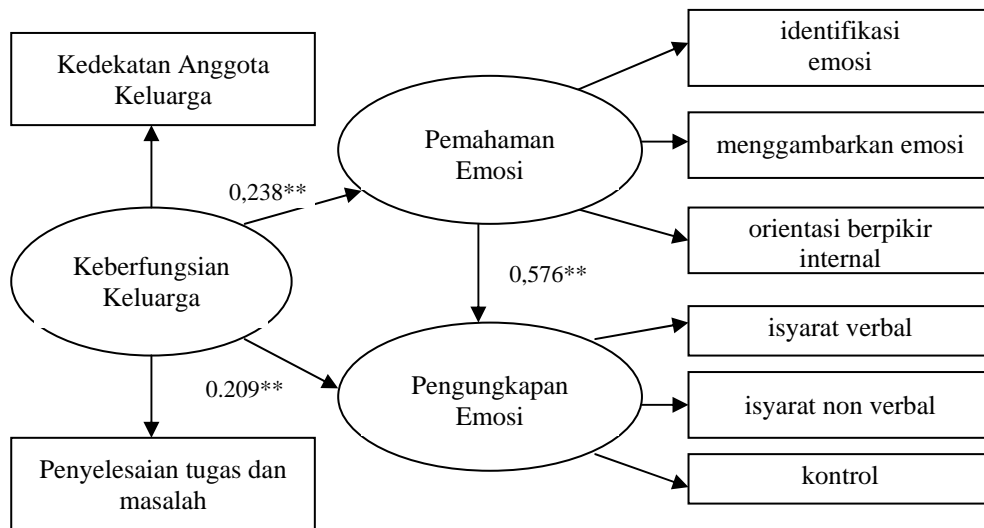 Kedekatan Anggota
Keluarga
identifikasi
emosi
Pemahaman
Emosi
menggambarkan emosi
0,238**
orientasi berpikir
internal
Keberfungsian
Keluarga
0,576**
isyarat verbal
0.209**
Pengungkapan
Emosi
isyarat non verbal
Penyelesaian tugas dan
masalah
kontrol